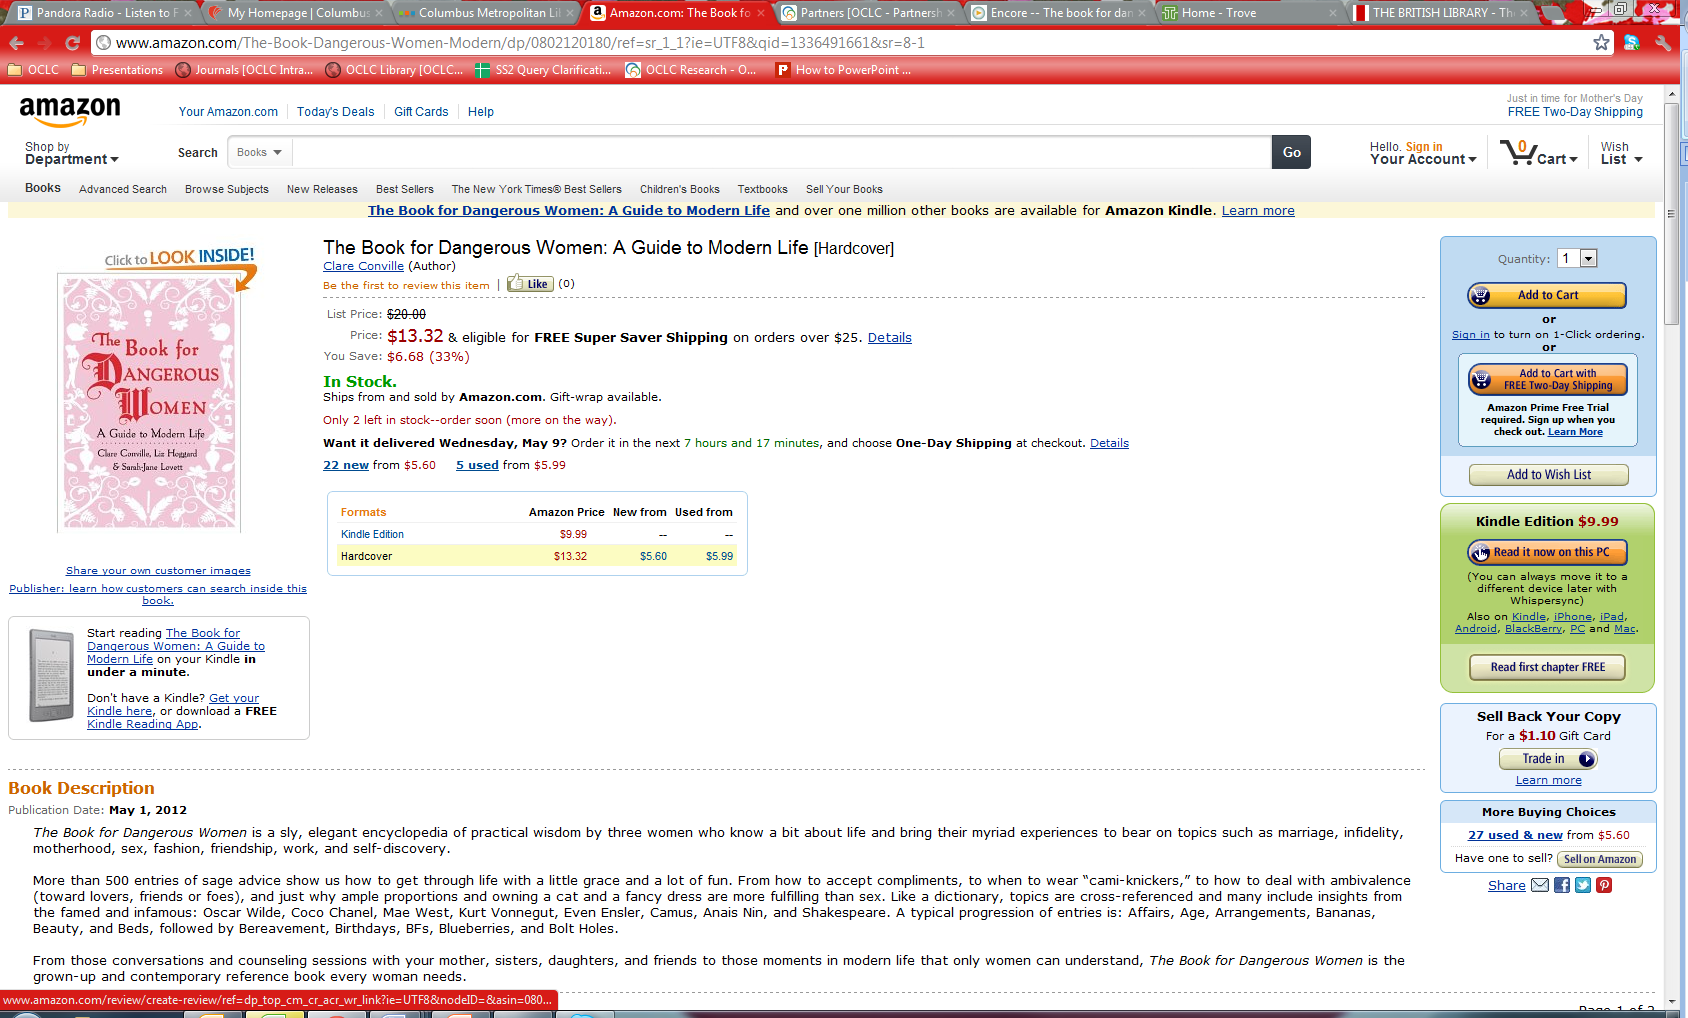 Pandora Radio - Listen to F
My Homepage | Columbus
Columbus Metropolitan Li
Amazon.com: The Book fo
Partners [OCLC - Partnersh
Encore -- The book for dan
Home - Trove
THE BRITISH LIBRARY - The
www.amazon.com/The-Book-Dangerous-Women-Modern/dp/0802120180/ref=sr_1_1?ie=UTF8&qid=1336491661&sr=8-1
OCLC Presentations Journals [OCLC Intra... OCLC Library [OCLC... SS2 Query Clarificati... OCLC Research - O... How to PowerPoint ...
amazon
Your Amazon.com Today's Deals Gift Cards Help
Just in time for Mother's Day
FREE Two-Day Shipping
Shop by
Department
Search Books Go
Hello. Sign in
Your Account
0 Cart
Wish
List
Books Advanced Search Browse Subjects New Releases Best Sellers The New York Times® Best Sellers Children's Books Textbooks Sell Your Books
The Book for Dangerous Women: A Guide to Modern Life and over one million other books are available for Amazon Kindle. Learn more
Click to LOOK INSIDE!
The Book for
DANGEROUS
WOMEN
A Guide to Modern Life
Clare Conville, Liz Hoggard
& Sarah-Jane Lovett
Share your own customer images
Publisher: learn how customers can search inside this
book.
Start reading The Book for
Dangerous Women: A Guide to
Modern Life on your Kindle in
under a minute.
Don't have a Kindle? Get your
Kindle here, or download a FREE
Kindle Reading App.
The Book for Dangerous Women: A Guide to Modern Life [Hardcover]
Clare Conville (Author)
Be the first to review this item | Like (0)
List Price: $20.00
Price: $13.32 & eligible for FREE Super Saver Shipping on orders over $25. Details
You Save: $6.68 (33%)
In Stock.
Ships from and sold by Amazon.com. Gift-wrap available.
Only 2 left in stock--order soon (more on the way).
Want it delivered Wednesday, May 9? Order it in the next 7 hours and 17 minutes, and choose One-Day Shipping at checkout. Details
22 new from $5.60 5 used from $5.99
Formats Amazon Price New from Used from
Kindle Edition $9.99 -- --
Hardcover $13.32 $5.60 $5.99
Quantity: 1
Add to Cart
or
Sign in to turn on 1-Click ordering.
or
Add to Cart with
FREE Two-Day Shipping
Amazon Prime Free Trial
required. Sign up when you
check out. Learn More
Add to Wish List
Kindle Edition $9.99
Read it now on this PC
(You can always move it to a
different device later with
Whispersync)
Also on Kindle, iPhone, iPad,
Android, BlackBerry, PC and Mac.
Read first chapter FREE
Sell Back Your Copy
For a $1.10 Gift Card
Trade in
Learn more
More Buying Choices
27 used & new from $5.60
Have one to sell? Sell on Amazon
Share
Book Description
Publication Date: May 1, 2012
The Book for Dangerous Women is a sly, elegant encyclopedia of practical wisdom by three women who know a bit about life and bring their myriad experiences to bear on topics such as marriage, infidelity,
motherhood, sex, fashion, friendship, work, and self-discovery.
More than 500 entries of sage advice show us how to get through life with a little grace and a lot of fun. From how to accept compliments, to when to wear “cami-knickers,” to how to deal with ambivalence
(toward lovers, friends or foes), and just why ample proportions and owning a cat and a fancy dress are more fulfilling than sex. Like a dictionary, topics are cross-referenced and many include insights from
the famed and infamous: Oscar Wilde, Coco Chanel, Mae West, Kurt Vonnegut, Even Ensler, Camus, Anais Nin, and Shakespeare. A typical progression of entries is: Affairs, Age, Arrangements, Bananas,
Beauty, and Beds, followed by Bereavement, Birthdays, BFs, Blueberries, and Bolt Holes.
From those conversations and counseling sessions with your mother, sisters, daughters, and friends to those moments in modern life that only women can understand, The Book for Dangerous Women is the
grown-up and contemporary reference book every woman needs.
www.amazon.com/review/create-review/ref=dp_top_cm_cr_acr_wr_link?ie=UTF8&nodeID=&asin=080...
Page 1 of 2